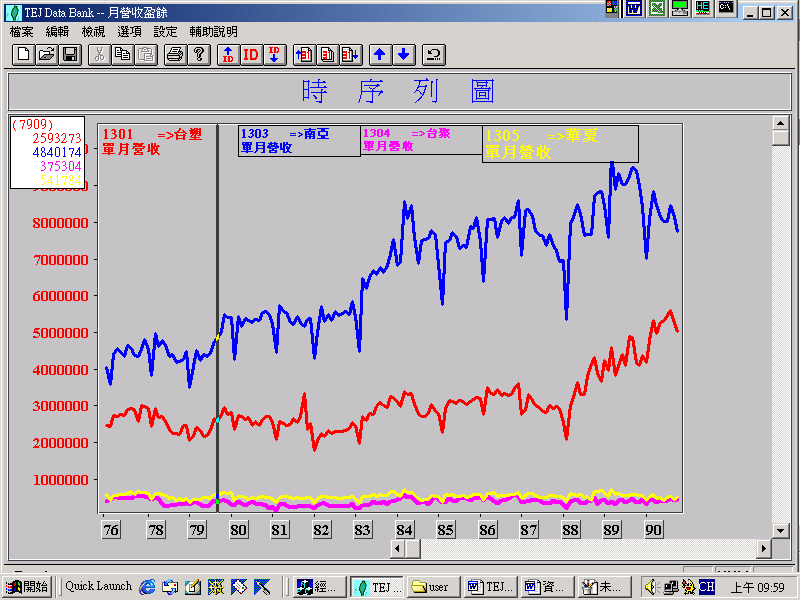 TEJ Data Bank -- 月營收盈餘
檔案 編輯 檢視 選項 設定 輔助說明
ID ID ID
時 序 列 圖
(7909)
2593273
4840174
375304
541784
1301 =>台塑
單月營收
1303 =>南亞
單月營收
1304 =>台聚
單月營收
1305 =>華夏
單月營收
8000000
7000000
6000000
5000000
4000000
3000000
2000000
1000000
76 78 79 80 81 82 83 84 85 86 87 88 89 90
開始 Quick Launch 經... TEJ ... user TEJ... 資... 未... CH 上午 09:59